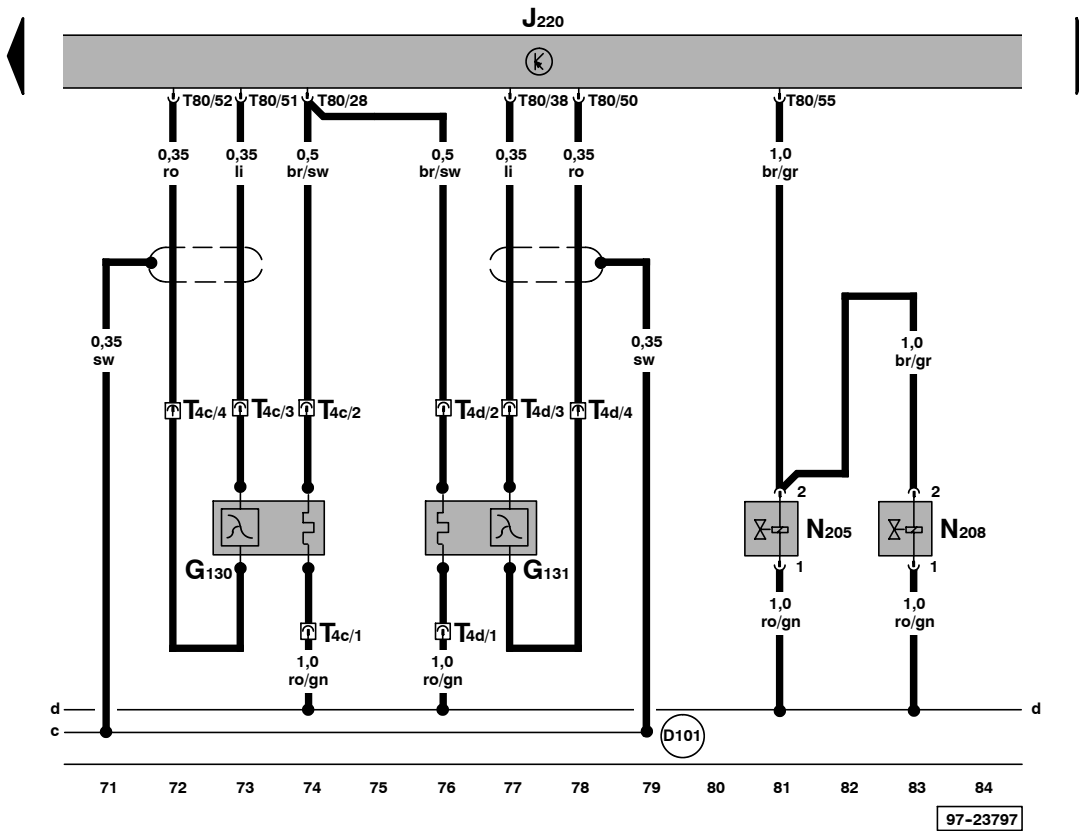 J220
T80/52 T80/51 T80/28 T80/38 T80/50 T80/55
0,35 0,35 0,5 0,5 0,35 0,35 1,0
ro li br/sw br/sw li ro br/gr
0,35 0,35 1,0
sw sw br/gr
T4c/4 T4c/3 T4c/2 T4d/2 T4d/3 T4d/4
2 2
N205 N208
G130 G131
1 1
1,0 1,0
ro/gn ro/gn
T4c/1 T4d/1
1,0 1,0
ro/gn ro/gn
d d
c D101
71 72 73 74 75 76 77 78 79 80 81 82 83 84
97-23797